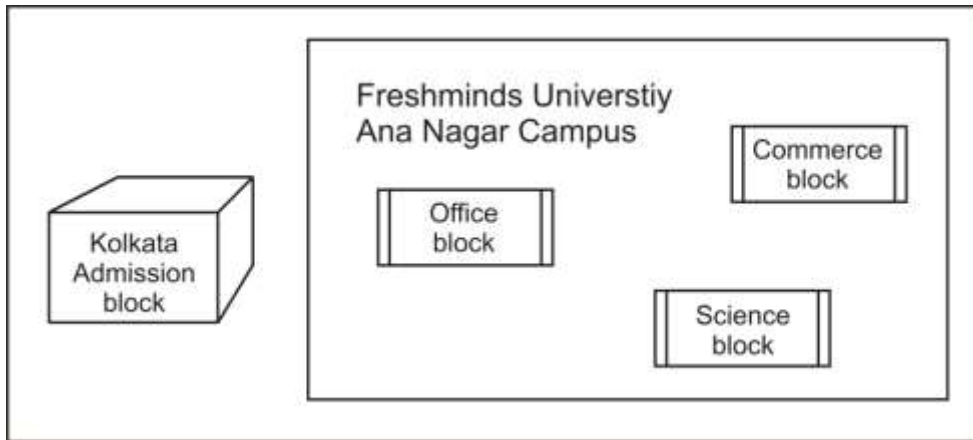 Freshminds Universtiy
Ana Nagar Campus
Commerce
block
Office
block
Kolkata
Admission
block
Science
block